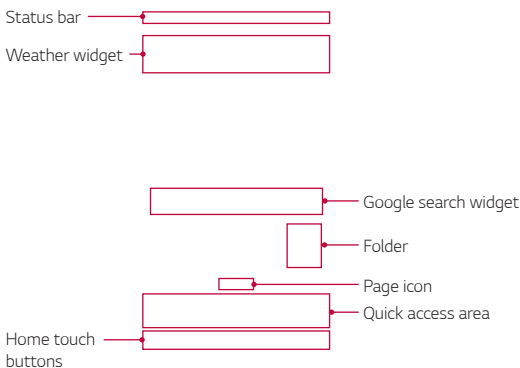 Status bar
Weather widget
Google search widget
Folder
Page icon
Quick access area
Home touch
buttons